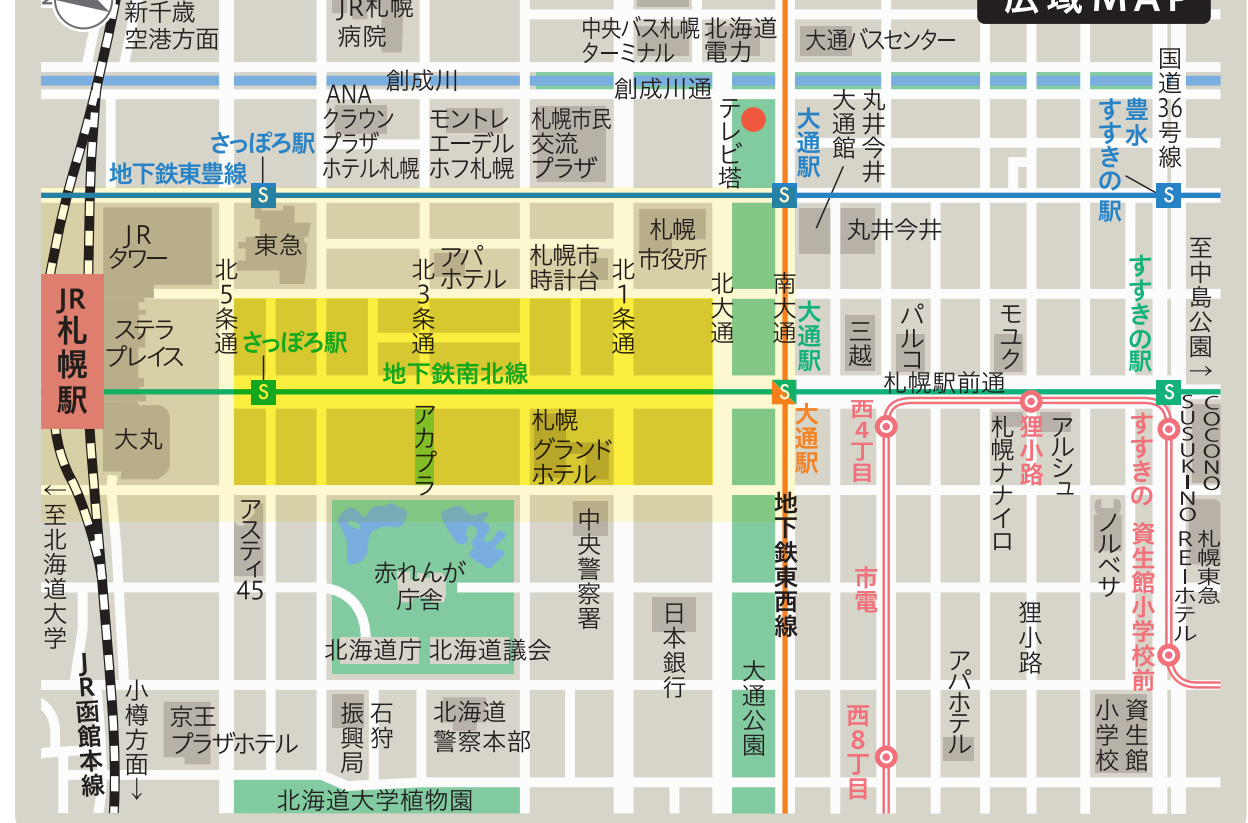 広域MAP
新千歳
空港方面
JR札幌
病院
中央バス札幌
ターミナル
北海道
電力
大通バスセンター
創成川
創成川通
国道36号線
ANA
クラウン
プラザ
ホテル札幌
モントレ
エーデル
ホフ札幌
札幌市民
交流
プラザ
テレビ塔
大通駅
大通館
丸井今井
豊水
すすきの駅
さっぽろ駅
地下鉄東豊線
S
S
S
JR
タワー
東急
北5条通
北3条通
アパ
ホテル
札幌市
時計台
北1条通
札幌
市役所
北大通
南大通
丸井今井
至中島公園→
JR札幌駅
ステラ
プレイス
さっぽろ駅
地下鉄南北線
大通駅
三越
パルコ
モユク
すすきの駅
札幌駅前通
S
S
S
大丸
アカプラ
札幌
グランド
ホテル
大通駅
西4丁目
札幌ナナイロ
狸小路
アルシュ
すすきの
COCONO
SUSUKINO
←至北海道大学
アスティ45
赤れんが
庁舎
中央警察署
地下鉄東西線
市電
ノルベサ
資生館小学校前
REIホテル
札幌東急
北海道庁
北海道議会
日本銀行
大通公園
狸小路
アパホテル
JR函館本線
小樽方面→
京王
プラザホテル
石狩
振興局
北海道
警察本部
西8丁目
資生館
小学校
北海道大学植物園